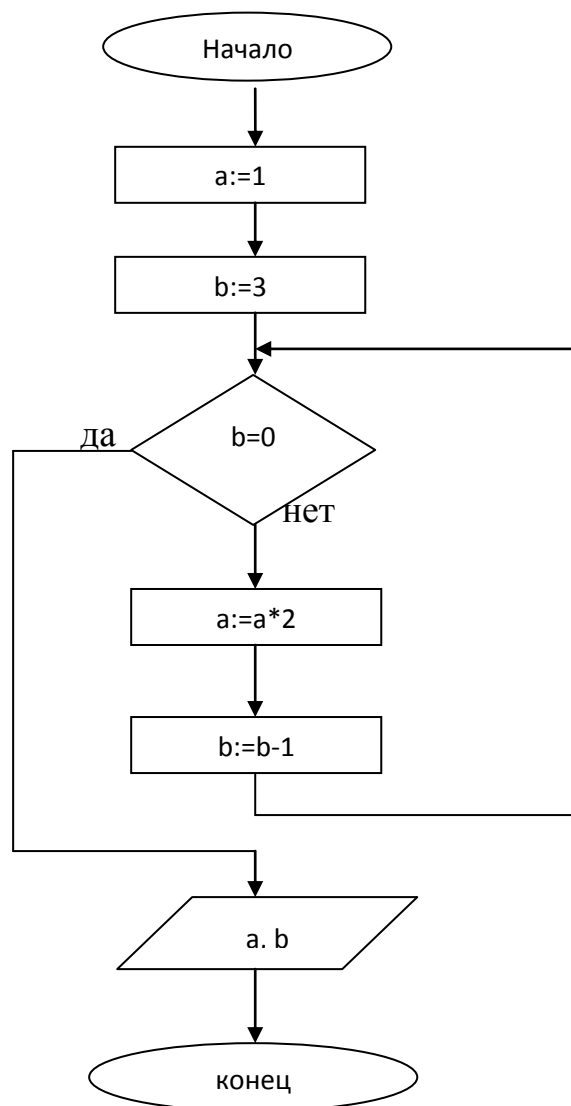 Начало
a:=1
b:=3
b=0
да
нет
a:=a*2
b:=b-1
a. b
конец